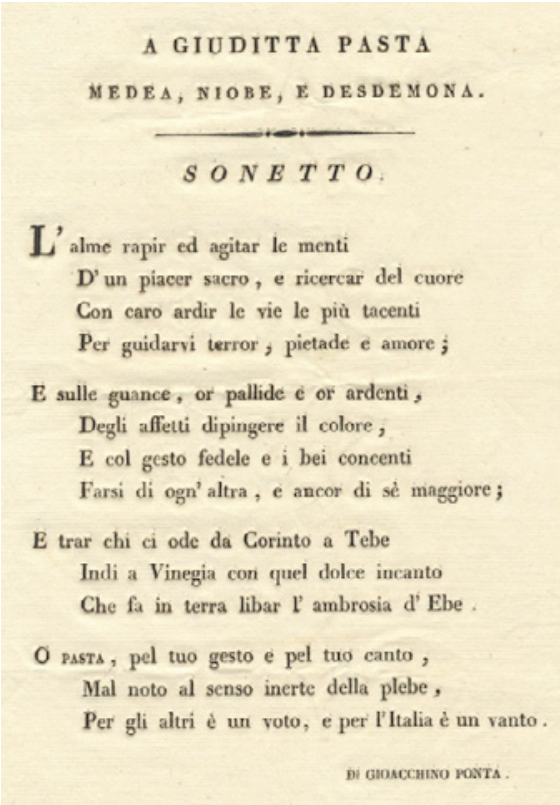 A GIUDITTA PASTA
MEDEA, NIOBE, E DESDEMONA.
SONETTO.
L' alme rapir ed agitar le menti
D' un piacer sacro, e ricercar del cuore
Con caro ardir le vie le più tacenti
Per guidarvi terror, pietade e amore;
E sulle guance, or pallide e or ardenti,
Degli affetti dipingere il colore,
E col gesto fedele e i bei concenti
Farsi di ogn' altra, e ancor di sè maggiore;
E trar chi ci ode da Corinto a Tebe
Indi a Vinegia con quel dolce incanto
Che fa in terra libar l' ambrosia d' Ebe.
O PASTA, pel tuo gesto e pel tuo canto,
Mal noto al senso inerte della plebe,
Per gli altri è un voto, e per l'Italia è un vanto.
DI GIOACCHINO PONTA.